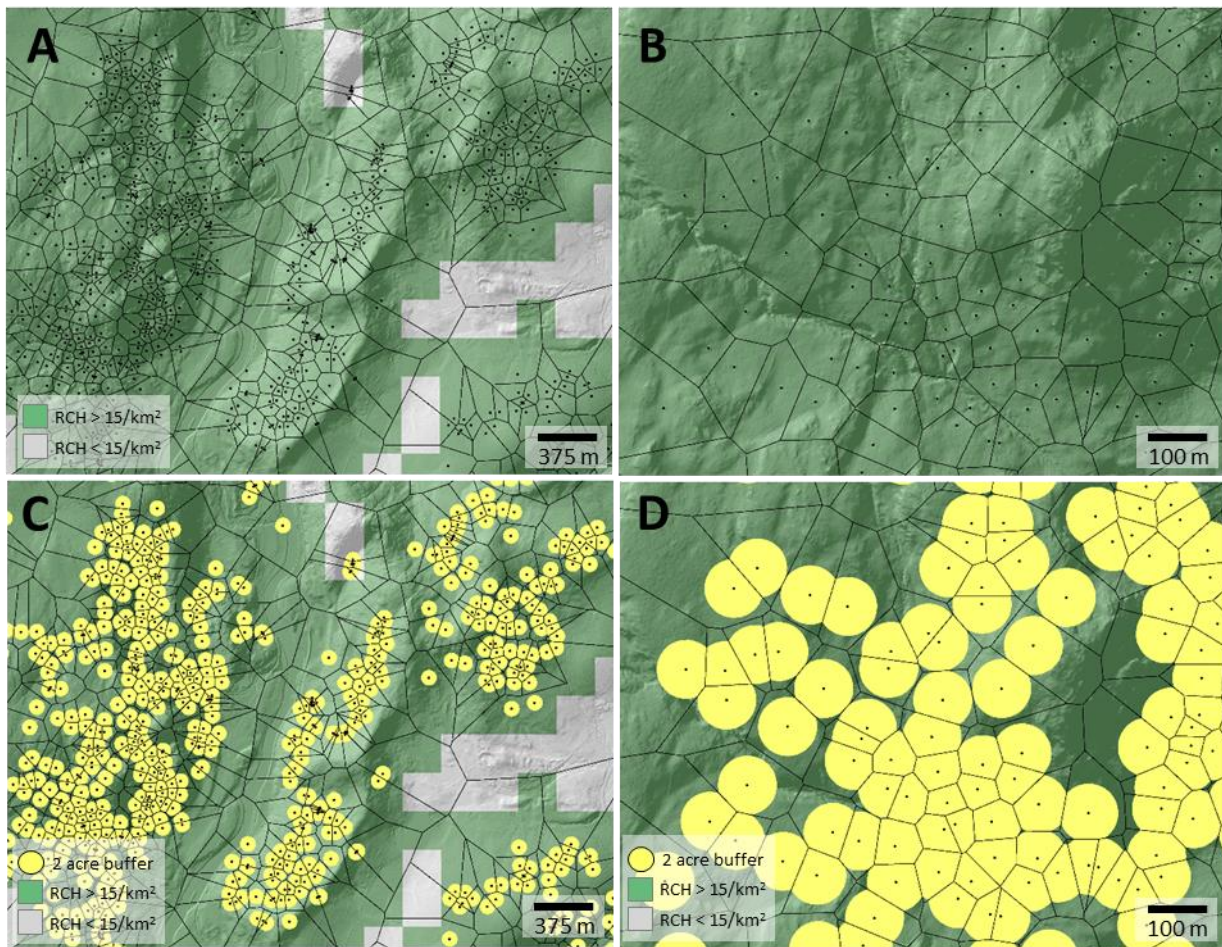 A
RCH > 15/km²
RCH < 15/km²
375 m
B
100 m
C
2 acre buffer
RCH > 15/km²
RCH < 15/km²
375 m
D
2 acre buffer
RCH > 15/km²
RCH < 15/km²
100 m